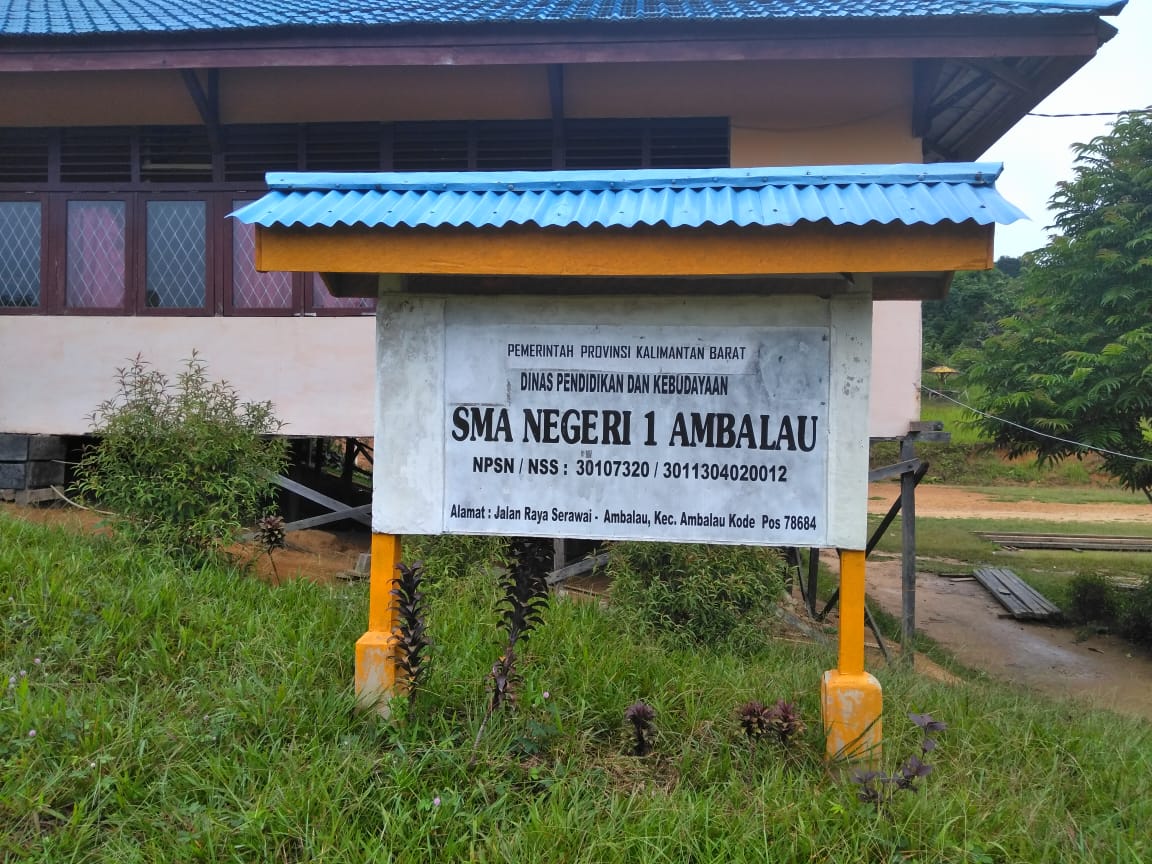 PEMERINTAH PROVINSI KALIMANTAN BARAT
DINAS PENDIDIKAN DAN KEBUDAYAAN
SMA NEGERI 1 AMBALAU
NPSN / NSS : 30107320 / 3011304020012
Alamat : Jalan Raya Serawai - Ambalau, Kec. Ambalau Kode Pos 78684